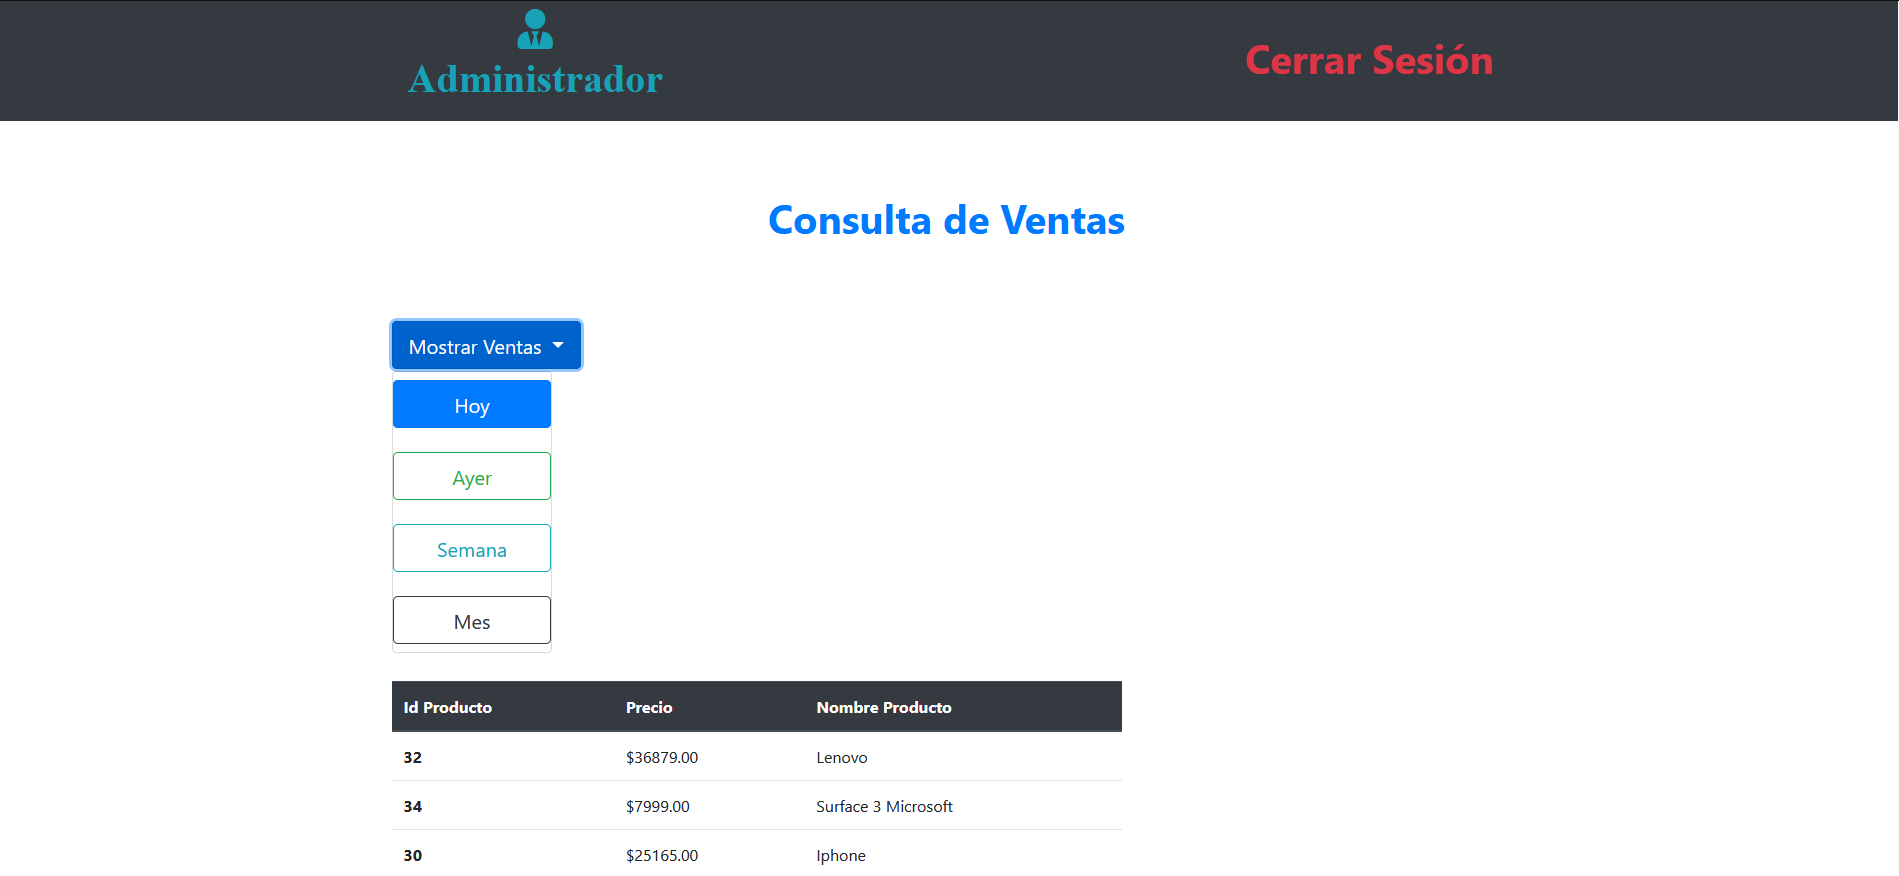 Administrador
Cerrar Sesión
Consulta de Ventas
Mostrar Ventas
Hoy
Ayer
Semana
Mes
Id Producto Precio Nombre Producto
32 $36879.00 Lenovo
34 $7999.00 Surface 3 Microsoft
30 $25165.00 Iphone